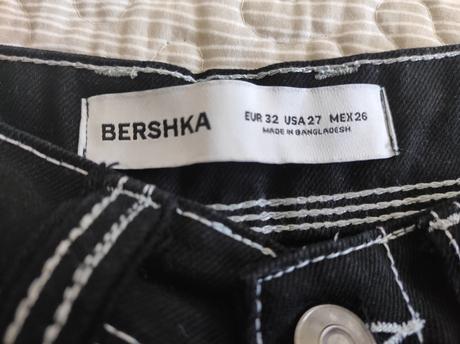 BERSHKA
EUR 32 USA 27 MEX 26
MADE IN BANGLADESH